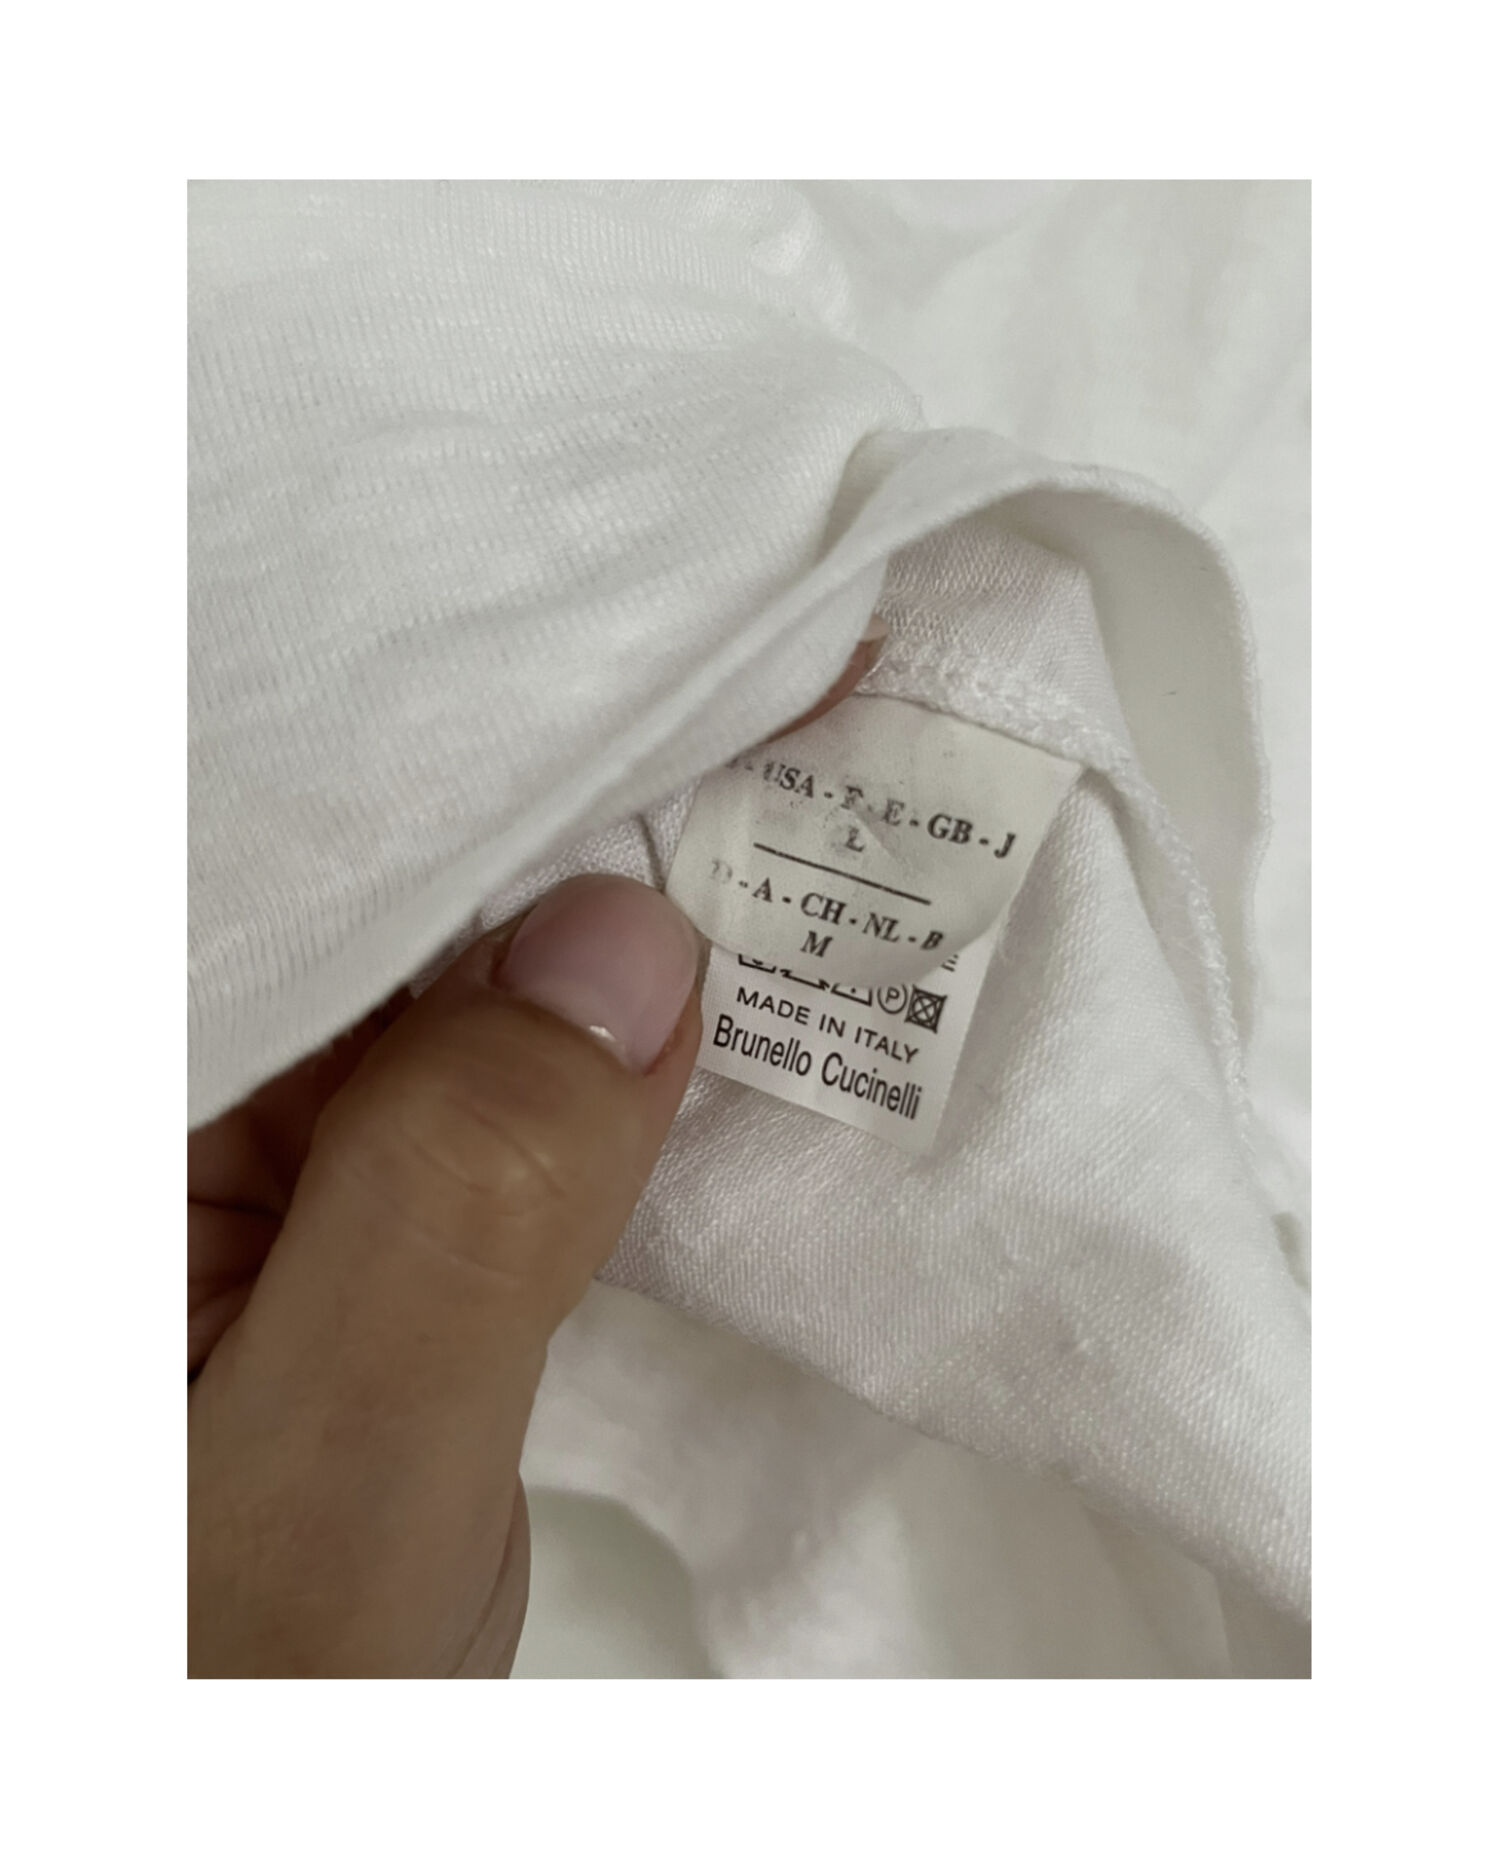 USA - F - E - GB - J
L
D - A - CH - NL - B
M
P
MADE IN ITALY
Brunello Cucinelli